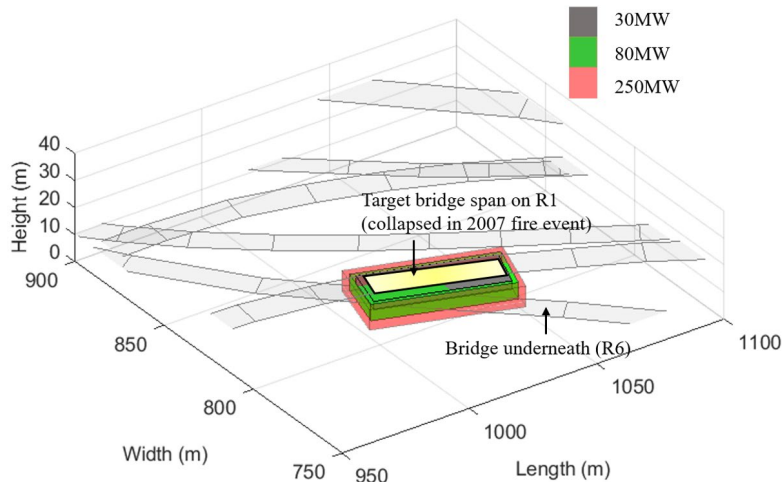 30MW
80MW
250MW
40
30
20
10
0
Height (m)
Target bridge span on R1
(collapsed in 2007 fire event)
Bridge underneath (R6)
900
850
800
750
Width (m)
950
1000
1050
1100
Length (m)